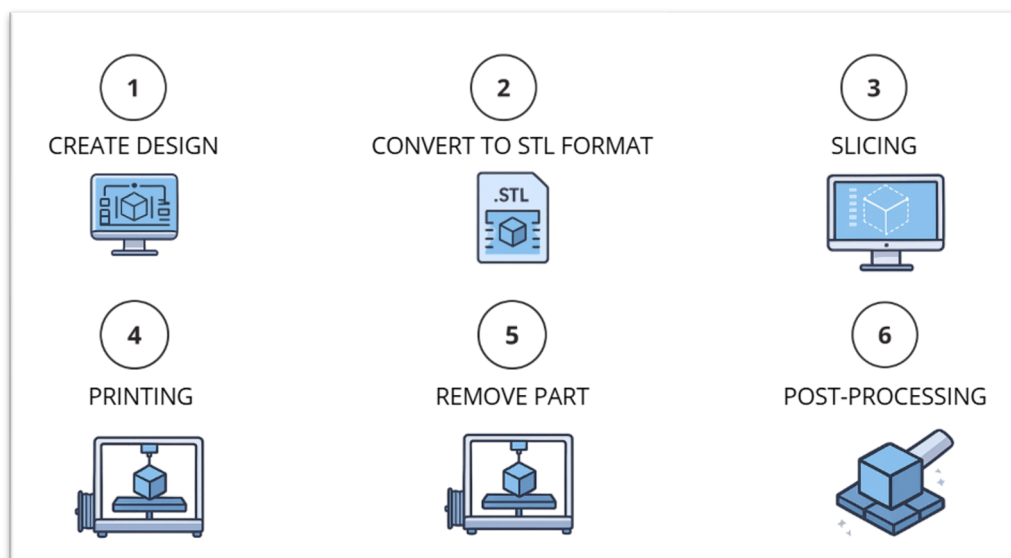 1
CREATE DESIGN
2
CONVERT TO STL FORMAT
.STL
3
SLICING
4
PRINTING
5
REMOVE PART
6
POST-PROCESSING